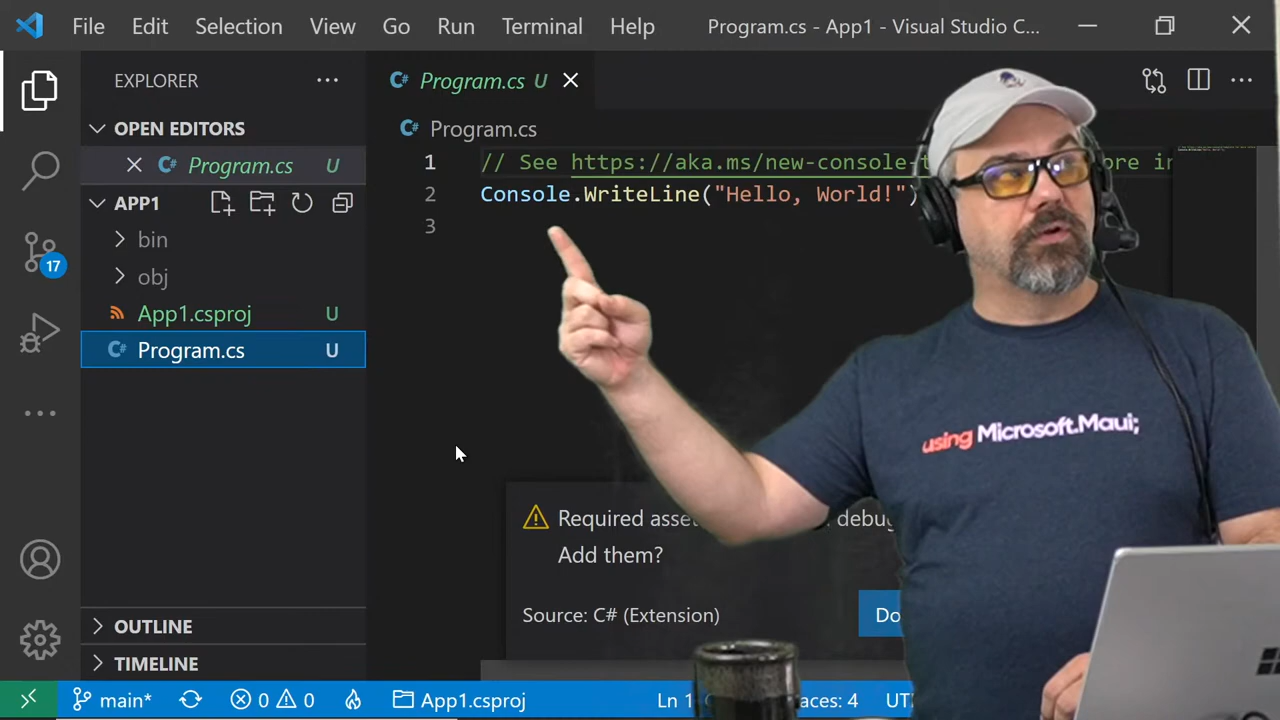 File Edit Selection View Go Run Terminal Help Program.cs - App1 - Visual Studio C...
EXPLORER
Program.cs U
OPEN EDITORS
Program.cs
Program.cs U
1 // See https://aka.ms/new-console- ore in
APP1
2 Console.WriteLine("Hello, World!")
bin
3
obj
App1.csproj U
17
Program.cs U
using Microsoft.Maui;
Required debug
Add them?
Source: C# (Extension)
OUTLINE
TIMELINE
main* 0 0 App1.csproj Ln 1 aces: 4